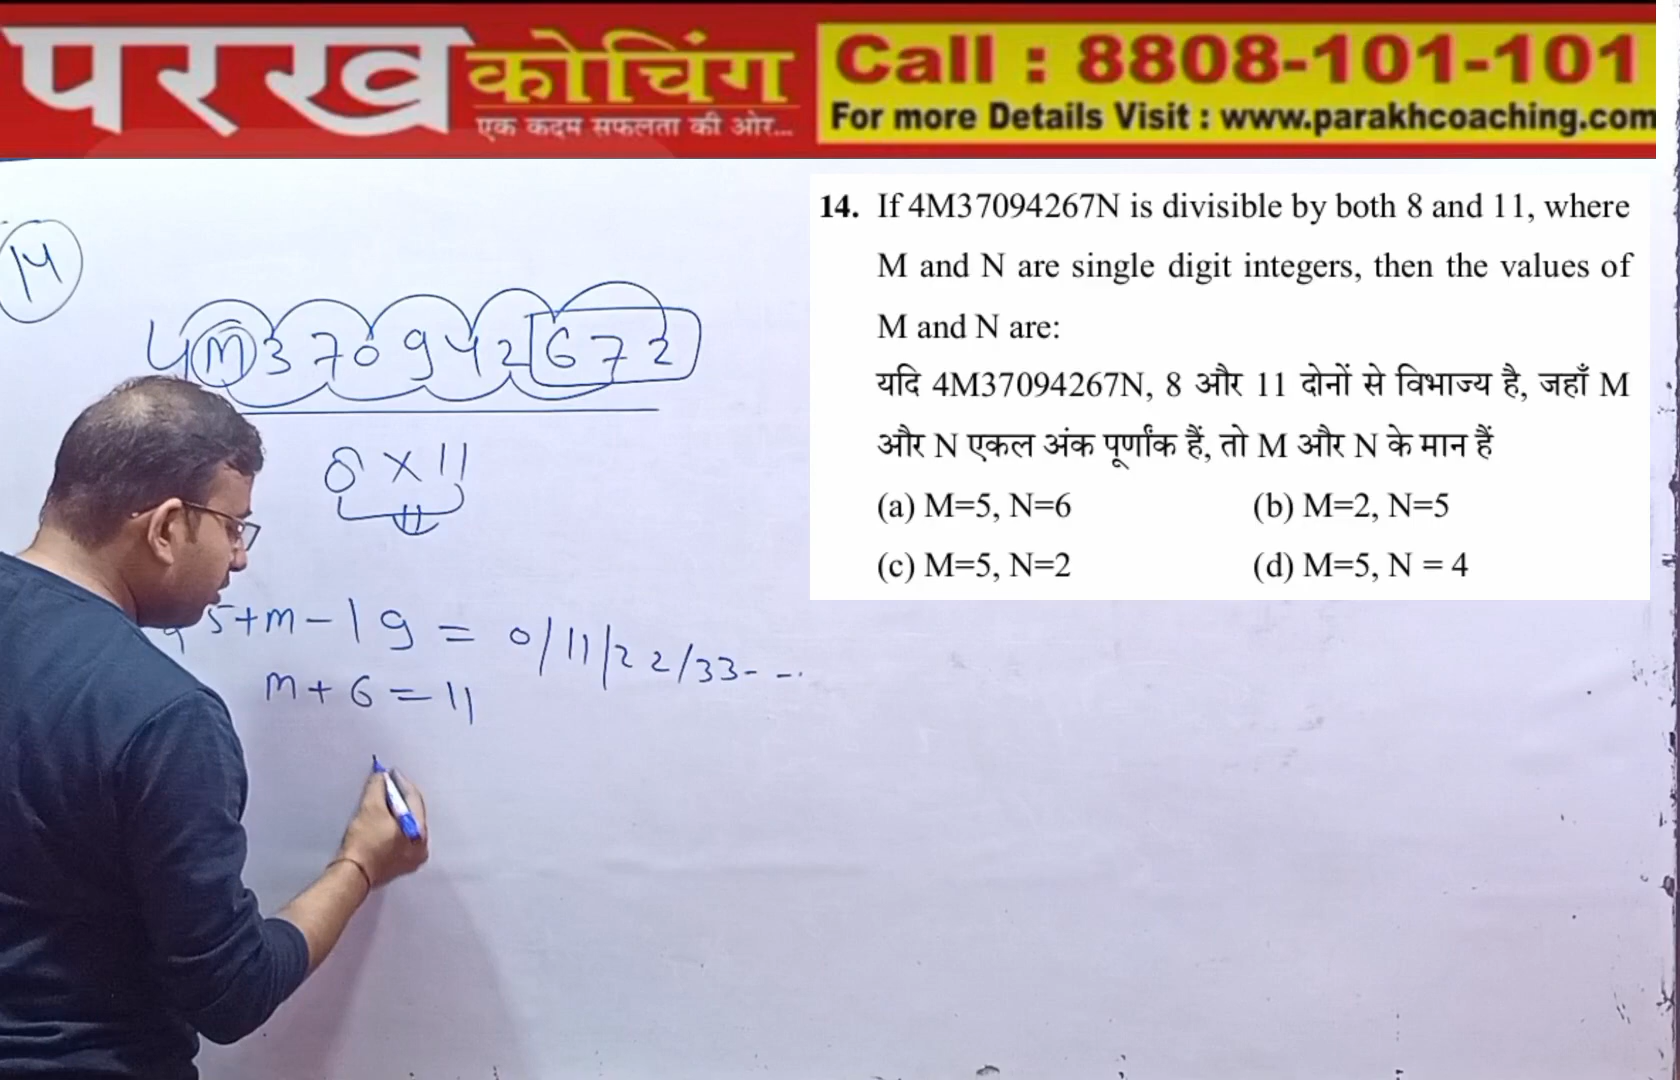 परख कोचिंग
एक कदम सफलता की ओर...
Call : 8808-101-101
For more Details Visit : www.parakhcoaching.com
14. If 4M37094267N is divisible by both 8 and 11, where
M and N are single digit integers, then the values of
M and N are:
यदि 4M37094267N, 8 और 11 दोनों से विभाज्य है, जहाँ M
और N एकल अंक पूर्णांक हैं, तो M और N के मान हैं
(a) M=5, N=6 (b) M=2, N=5
(c) M=5, N=2 (d) M=5, N = 4
14
4M370942672
8 × 11
5+m-19 = 0/11/22/33- -..
m+6=11